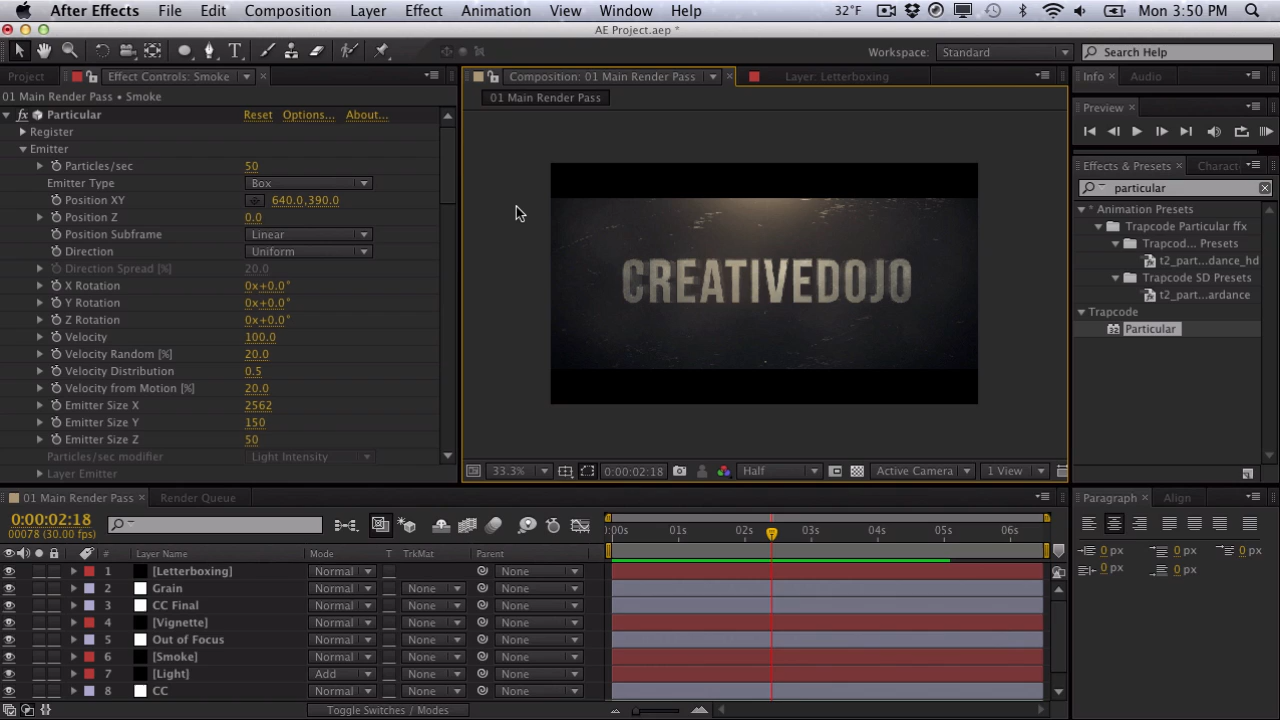 After Effects File Edit Composition Layer Effect Animation View Window Help 32°F Mon 3:50 PM
AE Project.aep *
Workspace: Standard Search Help
Project Effect Controls: Smoke Composition: 01 Main Render Pass Layer: Letterboxing Info Audio
01 Main Render Pass • Smoke 01 Main Render Pass
fx Particular Reset Options... About... Preview
Register
Emitter
Particles/sec 50 Effects & Presets Charact
Emitter Type Box particular
Position XY 640.0,390.0
Position Z 0.0 * Animation Presets
Position Subframe Linear Trapcode Particular ffx
Direction Uniform Trapcod... Presets
Direction Spread [%] 20.0 t2_part...dance_hd
X Rotation 0x+0.0° Trapcode SD Presets
Y Rotation 0x+0.0° t2_part...ardance
Z Rotation 0x+0.0° Trapcode
Velocity 100.0 Particular
Velocity Random [%] 20.0
Velocity Distribution 0.5
Velocity from Motion [%] 20.0
Emitter Size X 2562
Emitter Size Y 150
Emitter Size Z 50
Particles/sec modifier Light Intensity
Layer Emitter
CREATIVEDOJO
33.3% 0:00:02:18 Half Active Camera 1 View
01 Main Render Pass Render Queue Paragraph Align
0:00:02:18
00078 (30.00 fps) :00s 01s 02s 03s 04s 05s 06s
# Layer Name Mode T TrkMat Parent 0 px 0 px 0 px
1 [Letterboxing] Normal None 0 px 0 px
2 Grain Normal None None
3 CC Final Normal None None
4 [Vignette] Normal None None
5 Out of Focus Normal None None
6 [Smoke] Normal None None
7 [Light] Add None None
8 CC Normal None None
Toggle Switches / Modes